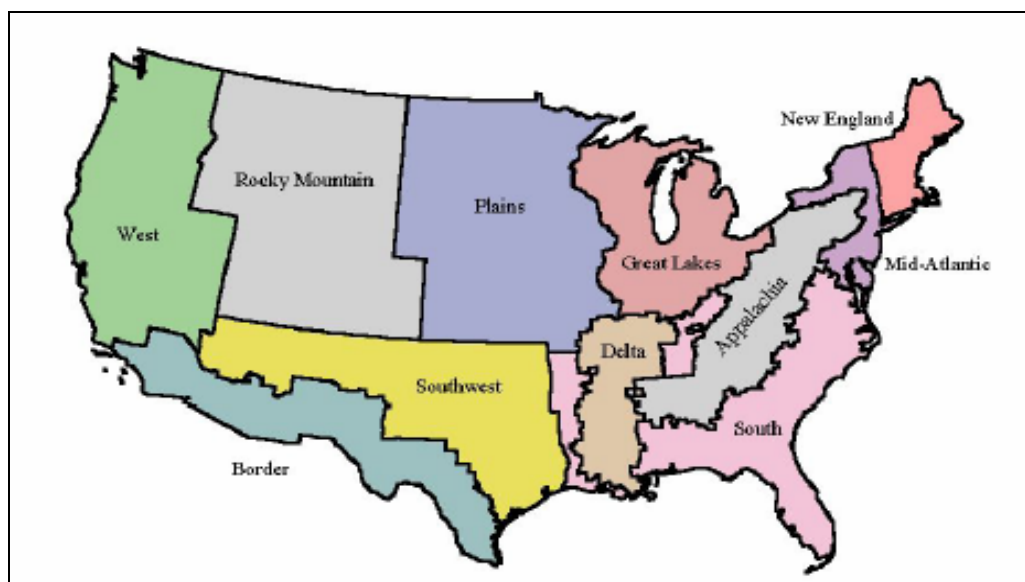 New England
Rocky Mountain
Plains
West
Great Lakes
Mid-Atlantic
Appalachia
Delta
Southwest
South
Border